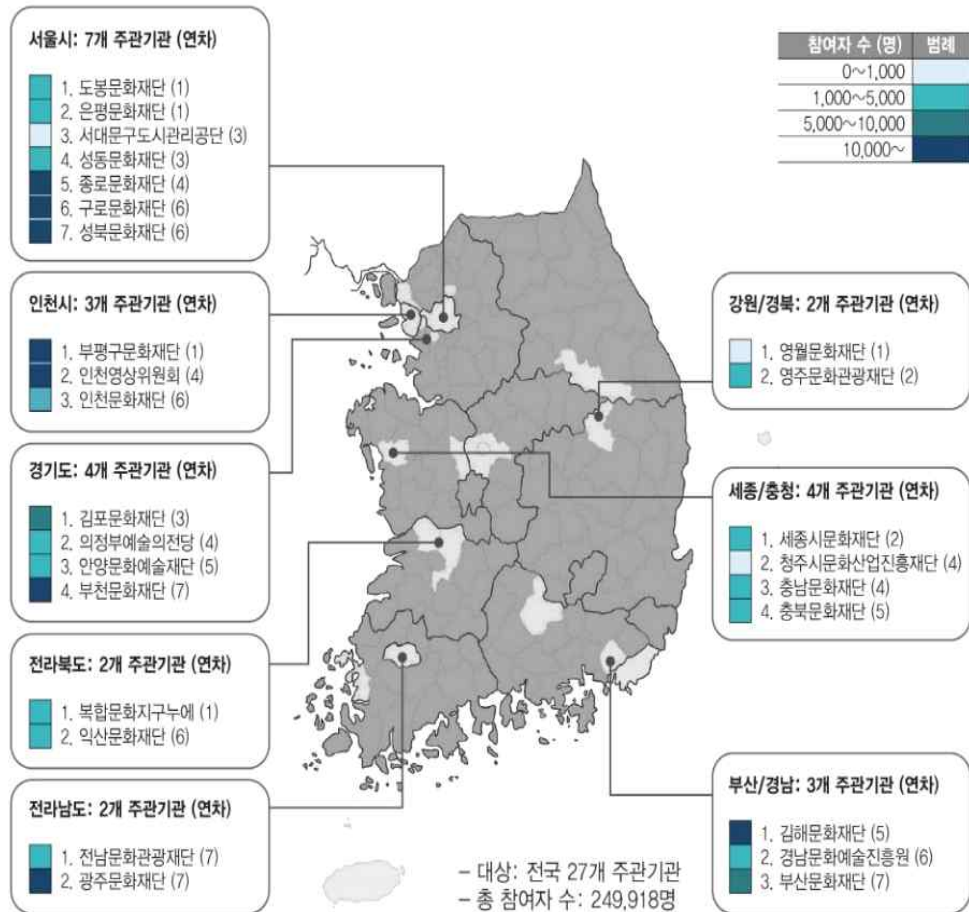 서울시: 7개 주관기관 (연차)
1. 도봉문화재단 (1)
2. 은평문화재단 (1)
3. 서대문구도시관리공단 (3)
4. 성동문화재단 (3)
5. 종로문화재단 (4)
6. 구로문화재단 (6)
7. 성북문화재단 (6)
참여자 수 (명) 범례
0~1,000
1,000~5,000
5,000~10,000
10,000~
인천시: 3개 주관기관 (연차)
1. 부평구문화재단 (1)
2. 인천영상위원회 (4)
3. 인천문화재단 (6)
강원/경북: 2개 주관기관 (연차)
1. 영월문화재단 (1)
2. 영주문화관광재단 (2)
경기도: 4개 주관기관 (연차)
1. 김포문화재단 (3)
2. 의정부예술의전당 (4)
3. 안양문화예술재단 (5)
4. 부천문화재단 (7)
세종/충청: 4개 주관기관 (연차)
1. 세종시문화재단 (2)
2. 청주시문화산업진흥재단 (4)
3. 충남문화재단 (4)
4. 충북문화재단 (5)
전라북도: 2개 주관기관 (연차)
1. 복합문화지구누에 (1)
2. 익산문화재단 (6)
전라남도: 2개 주관기관 (연차)
1. 전남문화관광재단 (7)
2. 광주문화재단 (7)
부산/경남: 3개 주관기관 (연차)
1. 김해문화재단 (5)
2. 경남문화예술진흥원 (6)
3. 부산문화재단 (7)
- 대상: 전국 27개 주관기관
- 총 참여자 수: 249,918명